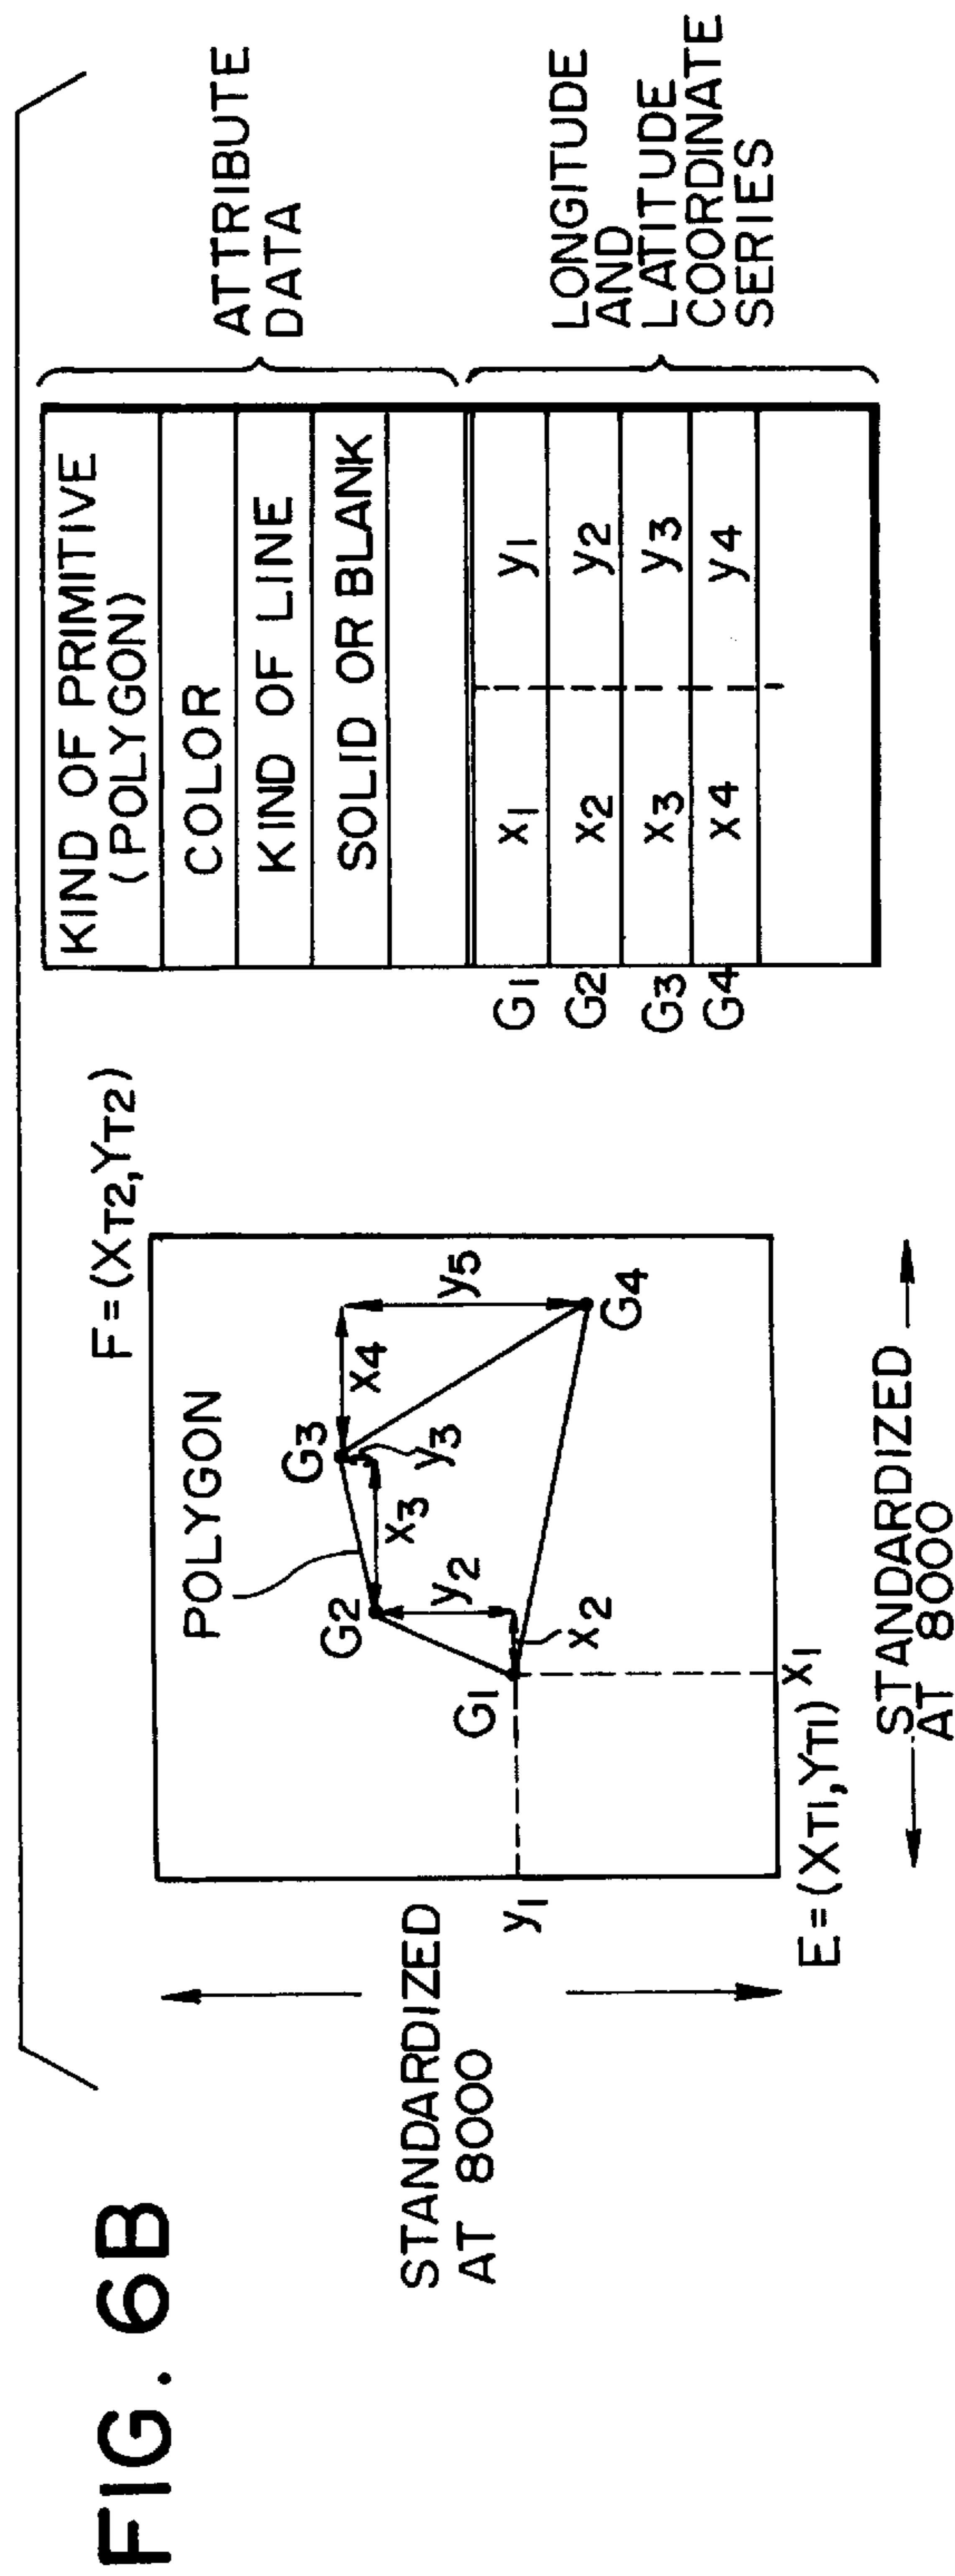 FIG. 6B
STANDARDIZED
AT 8000
F=(XT2,YT2)
POLYGON
G3
G2
x4
y5
y3
x3
y2
G1
G4
x2
y1
x1
E=(XT1,YT1)
STANDARDIZED
AT 8000
KIND OF PRIMITIVE
(POLYGON)
COLOR
KIND OF LINE
SOLID OR BLANK
ATTRIBUTE
DATA
G1 x1 y1
G2 x2 y2
G3 x3 y3
G4 x4 y4
LONGITUDE
AND
LATITUDE
COORDINATE
SERIES